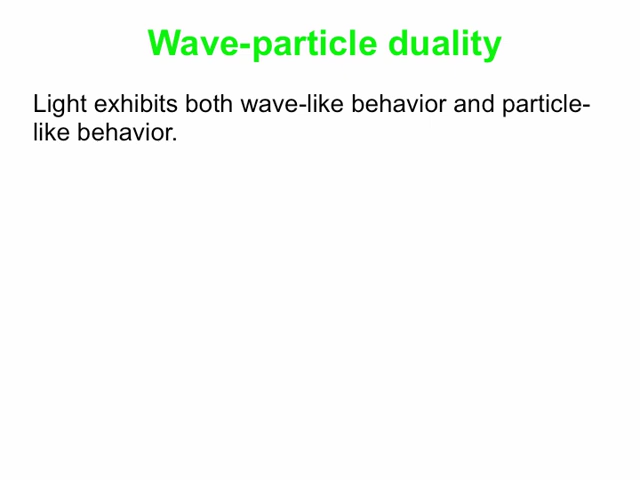 Wave-particle duality
Light exhibits both wave-like behavior and particle-
like behavior.